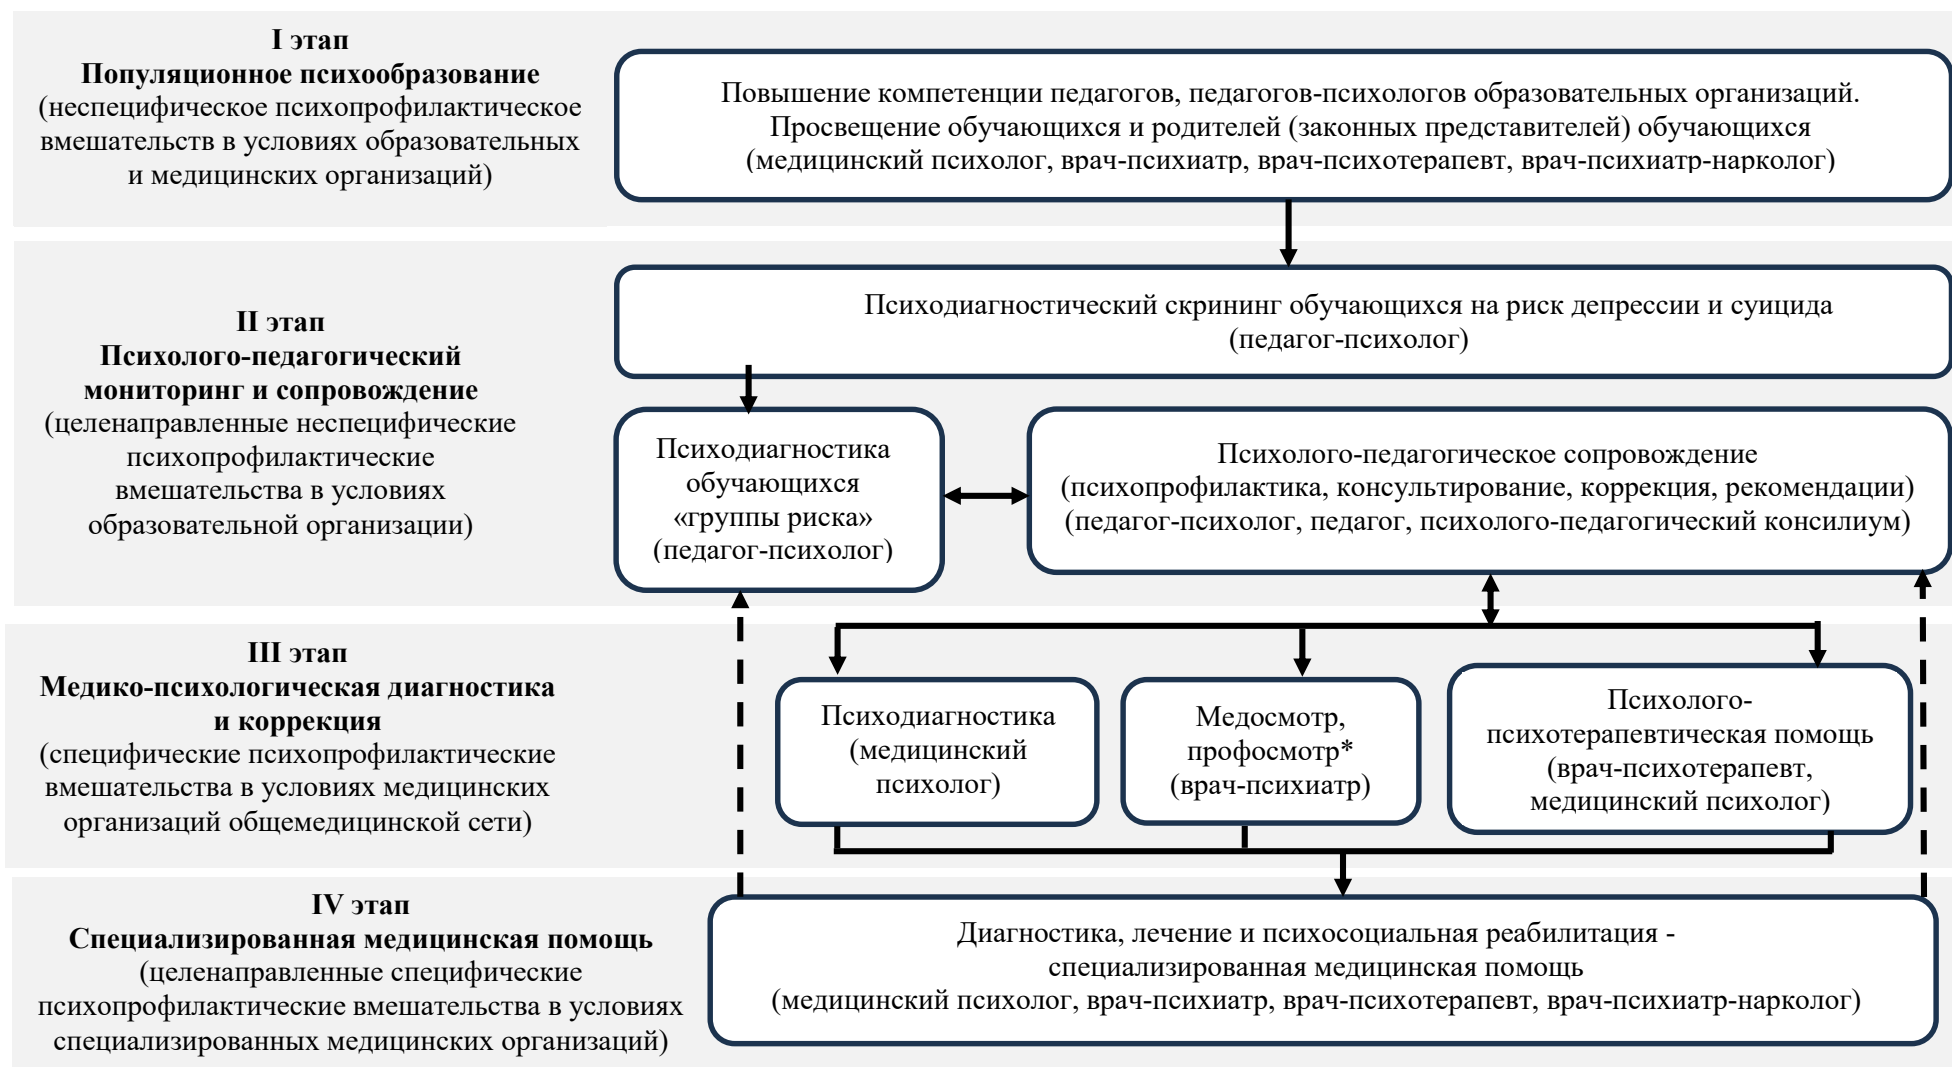 I этап
Популяционное психообразование
(неспецифическое психопрофилактическое
вмешательств в условиях образовательных
и медицинских организаций)
Повышение компетенции педагогов, педагогов-психологов образовательных организаций.
Просвещение обучающихся и родителей (законных представителей) обучающихся
(медицинский психолог, врач-психиатр, врач-психотерапевт, врач-психиатр-нарколог)
II этап
Психолого-педагогический
мониторинг и сопровождение
(целенаправленные неспецифические
психопрофилактические
вмешательства в условиях
образовательной организации)
Психодиагностический скрининг обучающихся на риск депрессии и суицида
(педагог-психолог)
Психодиагностика
обучающихся
«группы риска»
(педагог-психолог)
Психолого-педагогическое сопровождение
(психопрофилактика, консультирование, коррекция, рекомендации)
(педагог-психолог, педагог, психолого-педагогический консилиум)
III этап
Медико-психологическая диагностика
и коррекция
(специфические психопрофилактические
вмешательства в условиях медицинских
организаций общемедицинской сети)
Психодиагностика
(медицинский
психолог)
Медосмотр,
профосмотр*
(врач-психиатр)
Психолого-
психотерапевтическая помощь
(врач-психотерапевт,
медицинский психолог)
IV этап
Специализированная медицинская помощь
(целенаправленные специфические
психопрофилактические вмешательства в условиях
специализированных медицинских организаций)
Диагностика, лечение и психосоциальная реабилитация -
специализированная медицинская помощь
(медицинский психолог, врач-психиатр, врач-психотерапевт, врач-психиатр-нарколог)